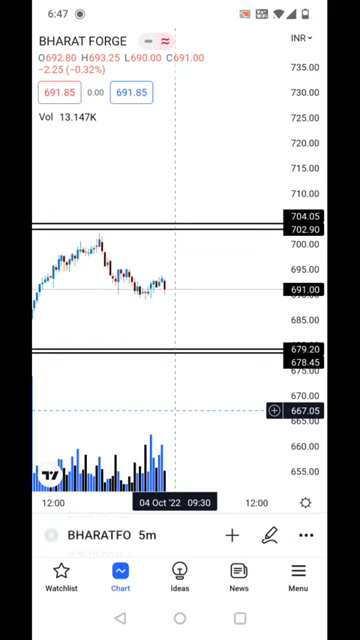 6:47
BHARAT FORGE
INR
O692.80 H693.25 L690.00 C691.00
−2.25 (−0.32%)
691.85 0.00 691.85
Vol 13.147K
735.00
730.00
725.00
720.00
715.00
710.00
704.05
702.90
700.00
695.00
691.00
685.00
679.20
678.45
675.00
670.00
667.05
665.00
660.00
655.00
12:00 04 Oct '22 09:30 12:00
BHARATFO 5m
Watchlist Chart Ideas News Menu